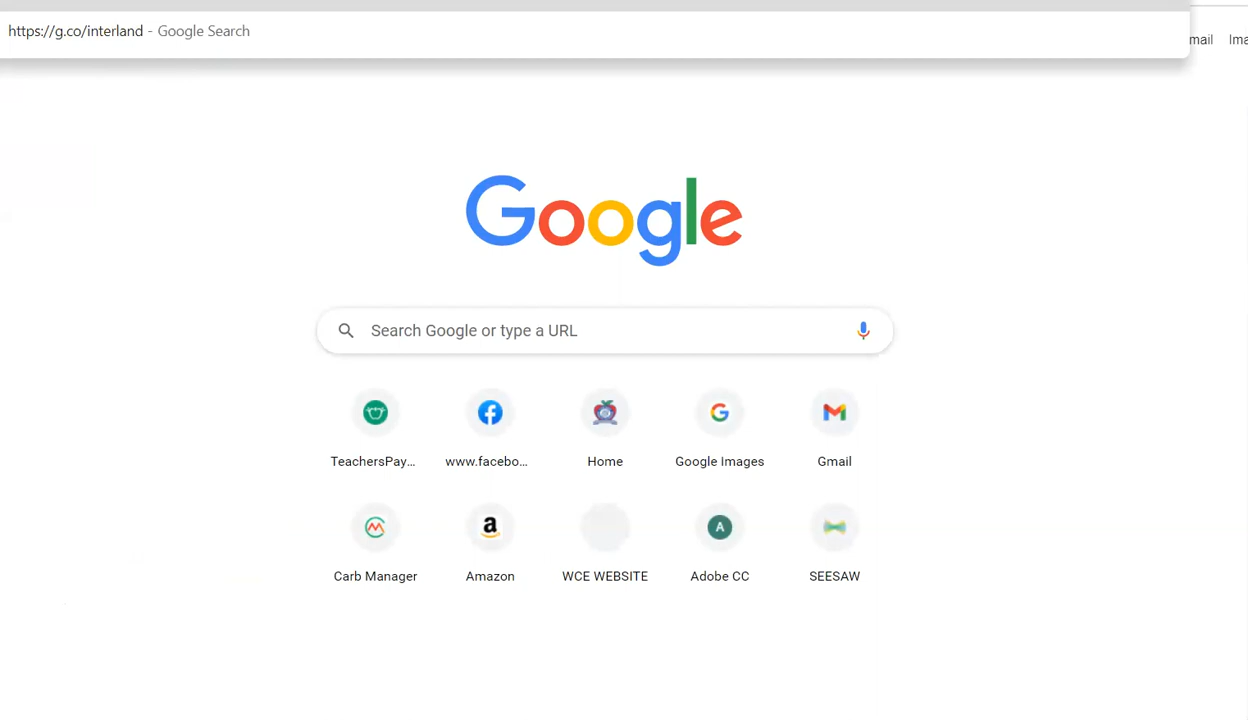 https://g.co/interland - Google Search
mail Ima
Google
Search Google or type a URL
TeachersPay... www.facebo... Home Google Images Gmail
a A
Carb Manager Amazon WCE WEBSITE Adobe CC SEESAW